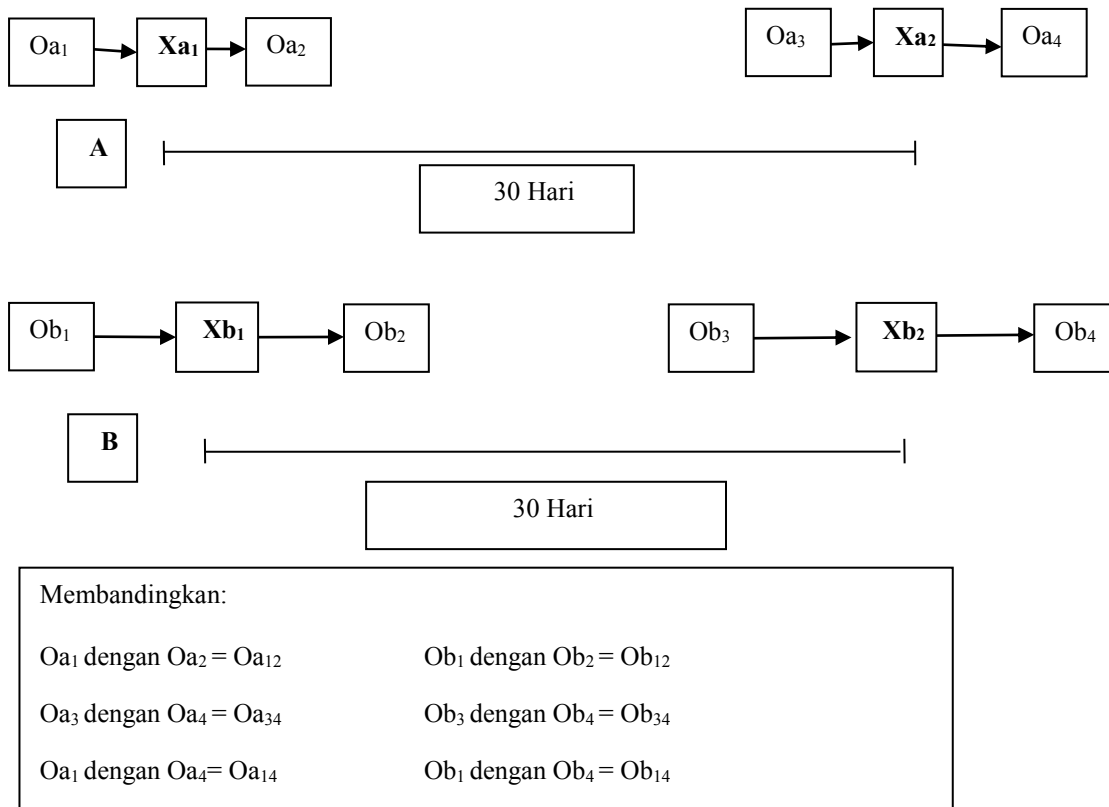 Oa₁ Xa₁ Oa₂ Oa₃ Xa₂ Oa₄
A
30 Hari
Ob₁ Xb₁ Ob₂ Ob₃ Xb₂ Ob₄
B
30 Hari
Membandingkan:
Oa₁ dengan Oa₂ = Oa₁₂ Ob₁ dengan Ob₂ = Ob₁₂
Oa₃ dengan Oa₄ = Oa₃₄ Ob₃ dengan Ob₄ = Ob₃₄
Oa₁ dengan Oa₄= Oa₁₄ Ob₁ dengan Ob₄ = Ob₁₄